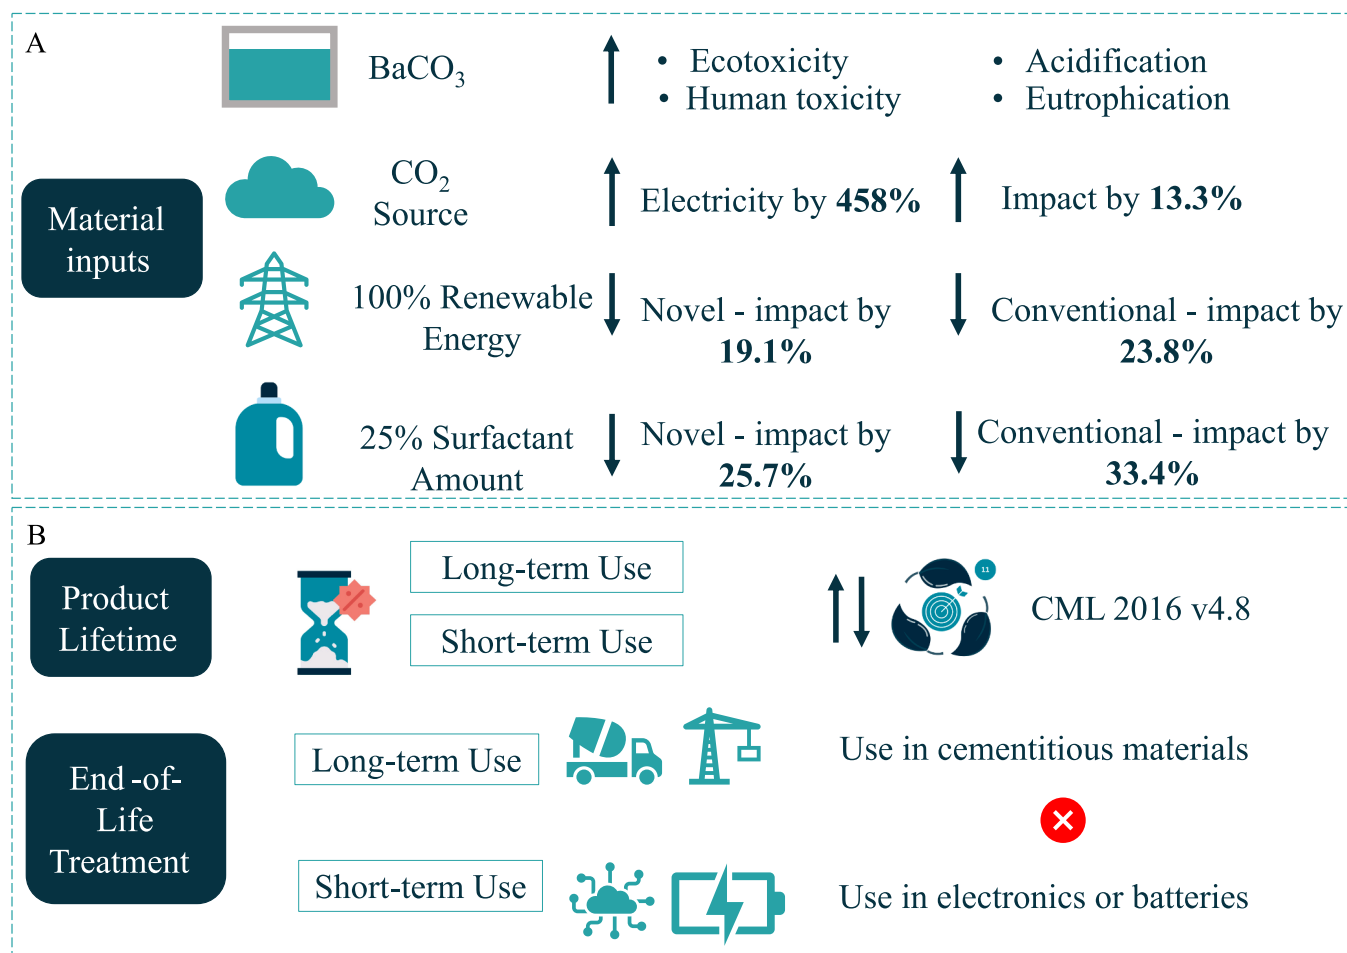 A
BaCO₃
• Ecotoxicity
• Human toxicity
• Acidification
• Eutrophication
Material
inputs
CO₂
Source
Electricity by 458%
Impact by 13.3%
100% Renewable
Energy
Novel - impact by
19.1%
Conventional - impact by
23.8%
25% Surfactant
Amount
Novel - impact by
25.7%
Conventional - impact by
33.4%
B
Product
Lifetime
%
Long-term Use
Short-term Use
11
CML 2016 v4.8
End -of-
Life
Treatment
Long-term Use
Use in cementitious materials
Short-term Use
Use in electronics or batteries